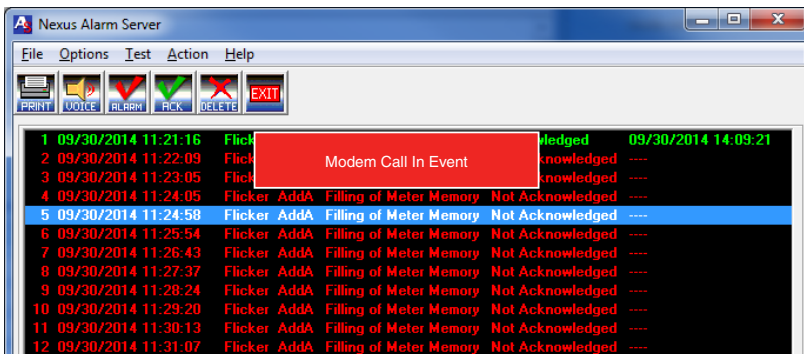 Nexus Alarm Server
File Options Test Action Help
PRINT VOICE ALARM ACK DELETE EXIT
1 09/30/2014 11:21:16 Flick vledged 09/30/2014 14:09:21
2 09/30/2014 11:22:09 Flick knowledged ----
Modem Call In Event
3 09/30/2014 11:23:05 Flick knowledged ----
4 09/30/2014 11:24:05 Flicker AddA Filling of Meter Memory Not Acknowledged ----
5 09/30/2014 11:24:58 Flicker AddA Filling of Meter Memory Not Acknowledged ----
6 09/30/2014 11:25:54 Flicker AddA Filling of Meter Memory Not Acknowledged ----
7 09/30/2014 11:26:43 Flicker AddA Filling of Meter Memory Not Acknowledged ----
8 09/30/2014 11:27:37 Flicker AddA Filling of Meter Memory Not Acknowledged ----
9 09/30/2014 11:28:24 Flicker AddA Filling of Meter Memory Not Acknowledged ----
10 09/30/2014 11:29:20 Flicker AddA Filling of Meter Memory Not Acknowledged ----
11 09/30/2014 11:30:13 Flicker AddA Filling of Meter Memory Not Acknowledged ----
12 09/30/2014 11:31:07 Flicker AddA Filling of Meter Memory Not Acknowledged ----